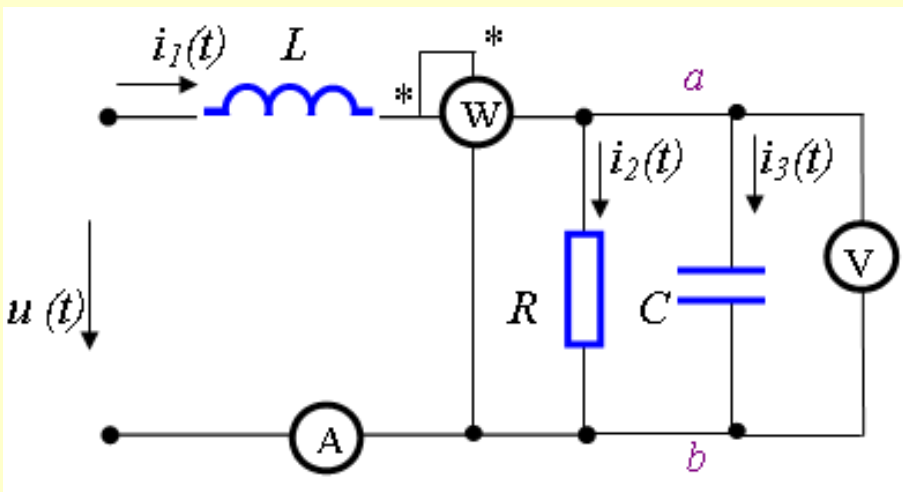 i₁(t) L
* *
W
a
i₂(t) i₃(t)
V
u (t) R C
A
b